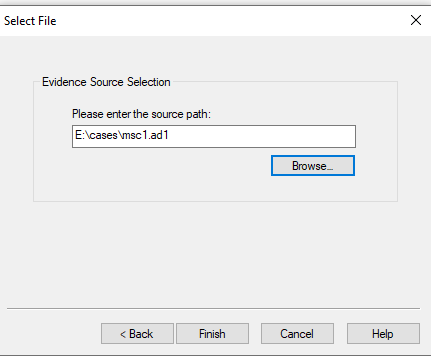 Select File
Evidence Source Selection
Please enter the source path:
E:\cases\msc1.ad1
Browse...
< Back
Finish
Cancel
Help